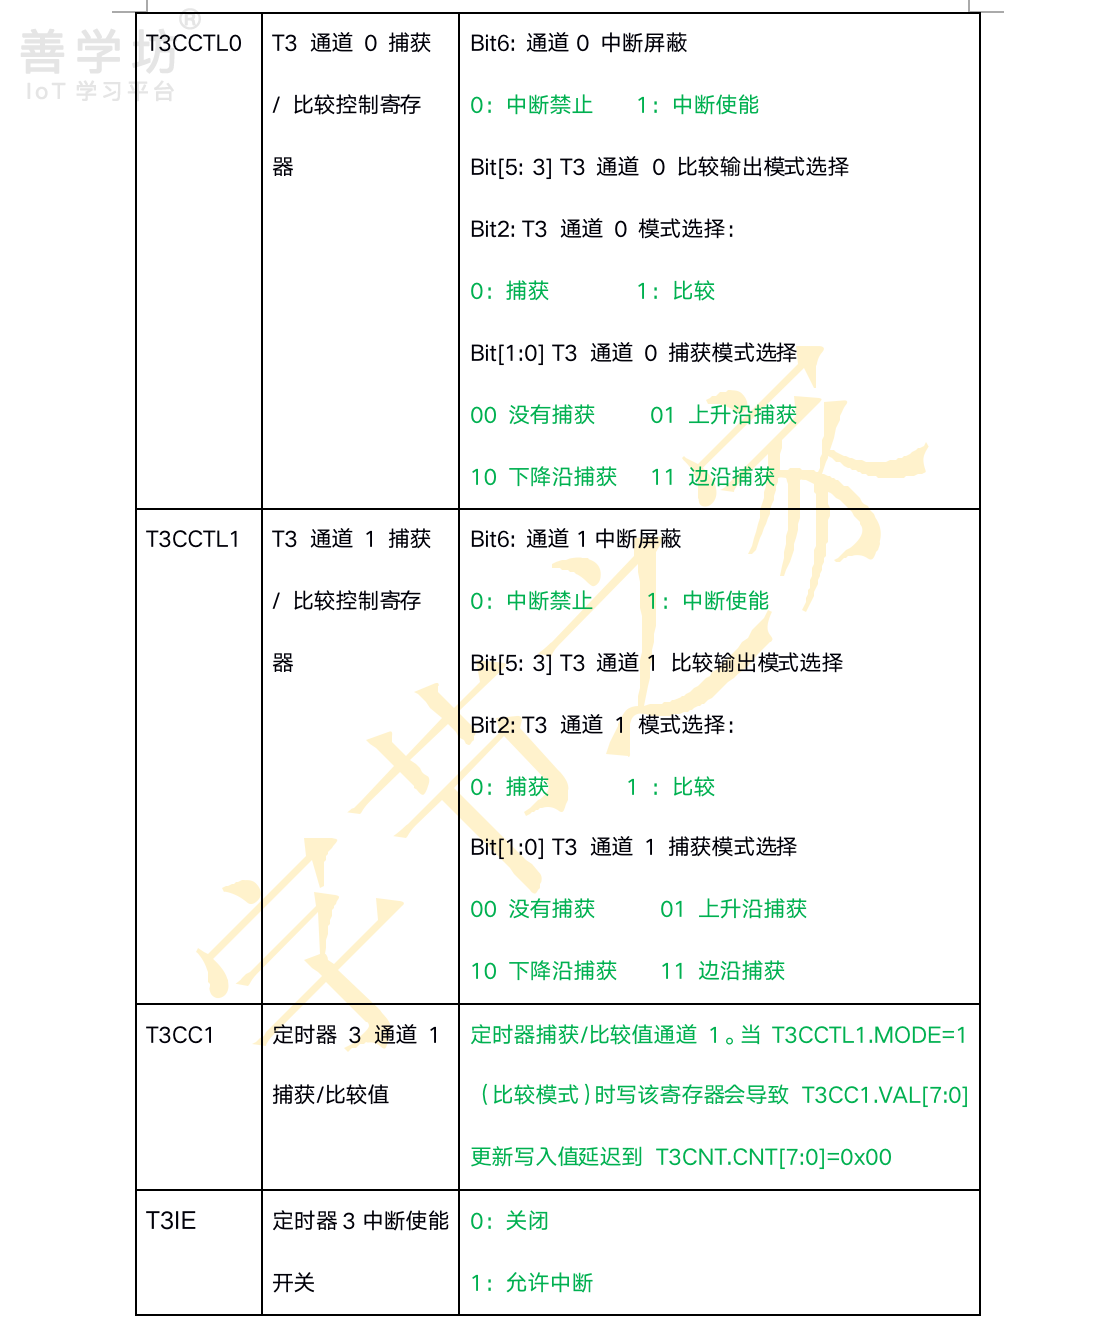 善学坊®
IoT 学习平台
T3CCTL0
T3 通道 0 捕获
/ 比较控制寄存
器
Bit6: 通道 0 中断屏蔽
0: 中断禁止 1: 中断使能
Bit[5: 3] T3 通道 0 比较输出模式选择
Bit2: T3 通道 0 模式选择:
0: 捕获 1: 比较
Bit[1:0] T3 通道 0 捕获模式选择
00 没有捕获 01 上升沿捕获
10 下降沿捕获 11 边沿捕获
T3CCTL1
T3 通道 1 捕获
/ 比较控制寄存
器
Bit6: 通道 1 中断屏蔽
0: 中断禁止 1: 中断使能
Bit[5: 3] T3 通道 1 比较输出模式选择
Bit2: T3 通道 1 模式选择:
0: 捕获 1 : 比较
Bit[1:0] T3 通道 1 捕获模式选择
00 没有捕获 01 上升沿捕获
10 下降沿捕获 11 边沿捕获
T3CC1
定时器 3 通道 1
捕获/比较值
定时器捕获/比较值通道 1。当 T3CCTL1.MODE=1
（比较模式）时写该寄存器会导致 T3CC1.VAL[7:0]
更新写入值延迟到 T3CNT.CNT[7:0]=0x00
T3IE
定时器 3 中断使能
开关
0: 关闭
1: 允许中断
字节之家